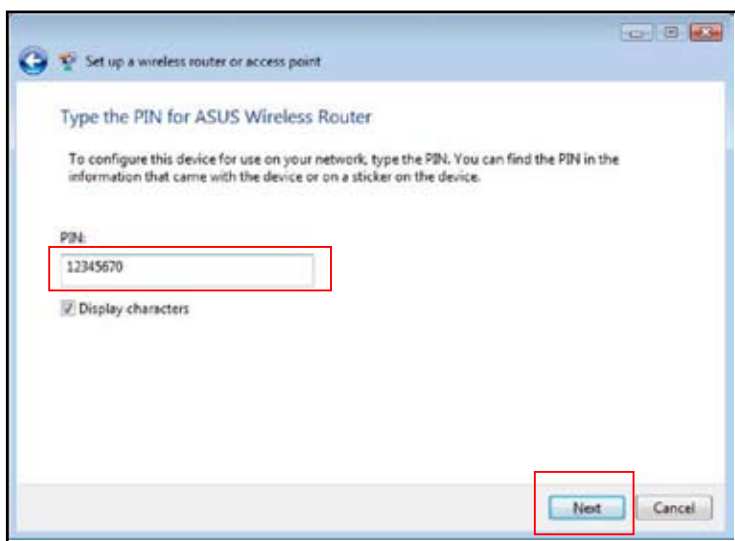 Set up a wireless router or access point
Type the PIN for ASUS Wireless Router
To configure this device for use on your network, type the PIN. You can find the PIN in the
information that came with the device or on a sticker on the device.
PIN:
12345670
Display characters
Next
Cancel